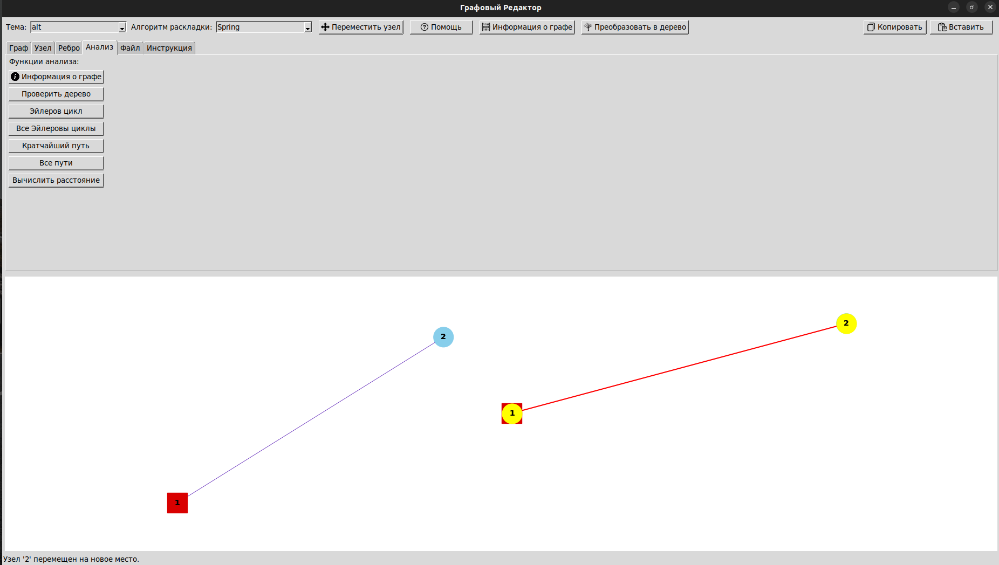 Графовый Редактор
Тема: alt Алгоритм раскладки: Spring Переместить узел Помощь Информация о графе Преобразовать в дерево Копировать Вставить
Граф Узел Ребро Анализ Файл Инструкция
Функции анализа:
Информация о графе
Проверить дерево
Эйлеров цикл
Все Эйлеровы циклы
Кратчайший путь
Все пути
Вычислить расстояние
2
2
1
1
Узел '2' перемещен на новое место.